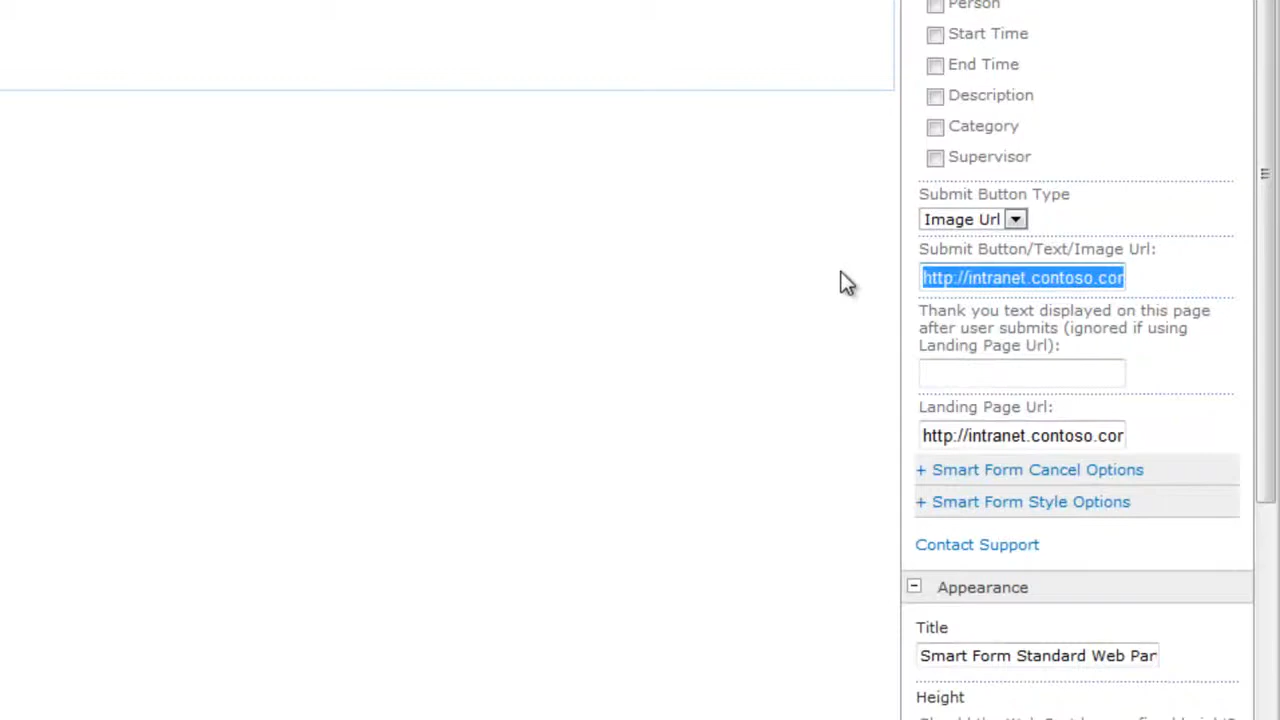 Person
Start Time
End Time
Description
Category
Supervisor
Submit Button Type
Image Url
Submit Button/Text/Image Url:
http://intranet.contoso.cor
Thank you text displayed on this page
after user submits (ignored if using
Landing Page Url):
Landing Page Url:
http://intranet.contoso.cor
+ Smart Form Cancel Options
+ Smart Form Style Options
Contact Support
Appearance
Title
Smart Form Standard Web Par
Height